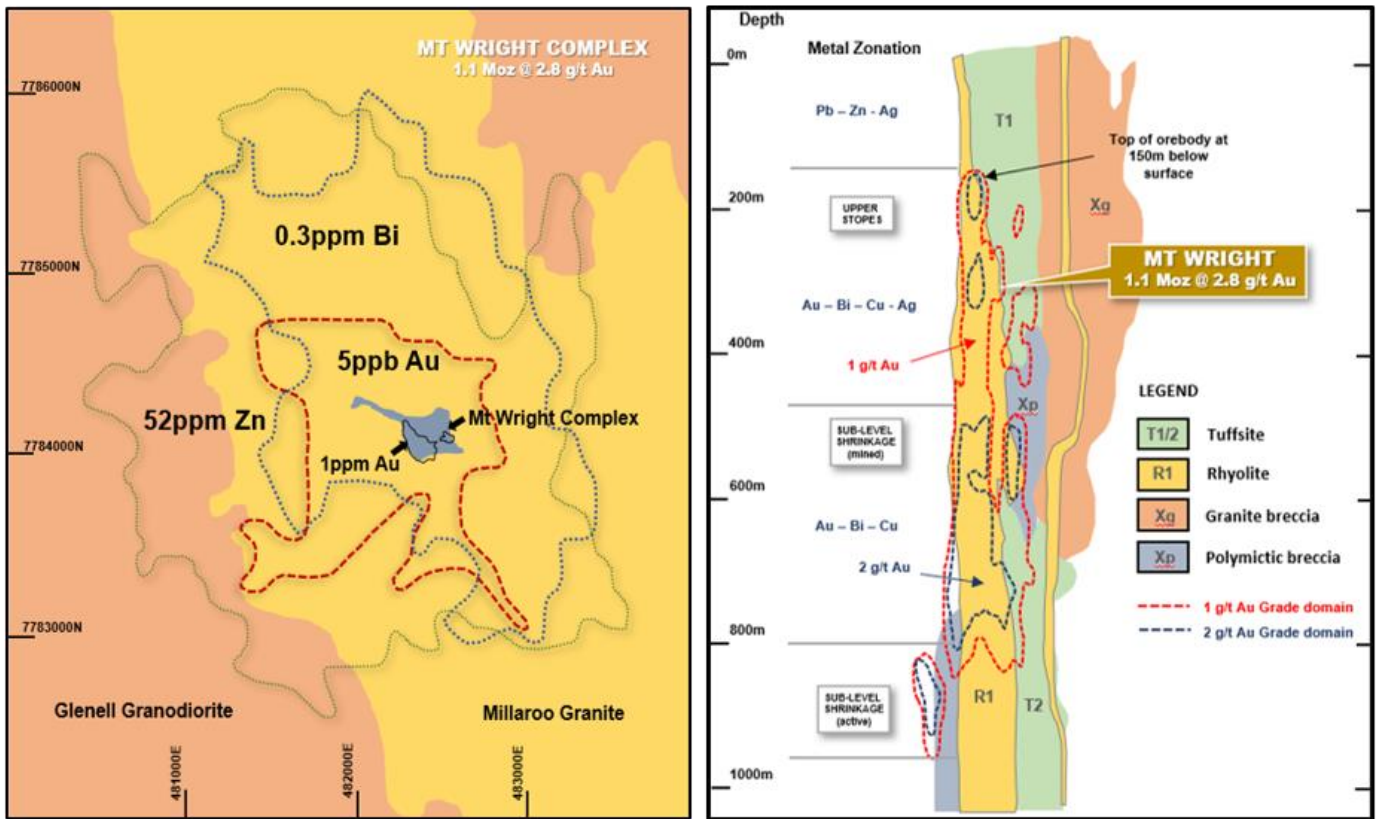 MT WRIGHT COMPLEX
1.1 Moz @ 2.8 g/t Au
7786000N
0.3ppm Bi
7785000N
5ppb Au
52ppm Zn
Mt Wright Complex
1ppm Au
7784000N
7783000N
Glenell Granodiorite
Millaroo Granite
481000E
482000E
483000E
Depth
Metal Zonation
0m
Pb – Zn - Ag
T1
Top of orebody at
150m below
surface
200m
UPPER
STOPES
Xg
MT WRIGHT
1.1 Moz @ 2.8 g/t Au
Au – Bi – Cu - Ag
400m
1 g/t Au
Xp
LEGEND
T1/2 Tuffsite
SUB-LEVEL
SHRINKAGE
(mined)
R1 Rhyolite
600m
Xg Granite breccia
Au – Bi – Cu
Xp Polymictic breccia
2 g/t Au
1 g/t Au Grade domain
2 g/t Au Grade domain
800m
SUB-LEVEL
SHRINKAGE
(active)
R1
T2
1000m